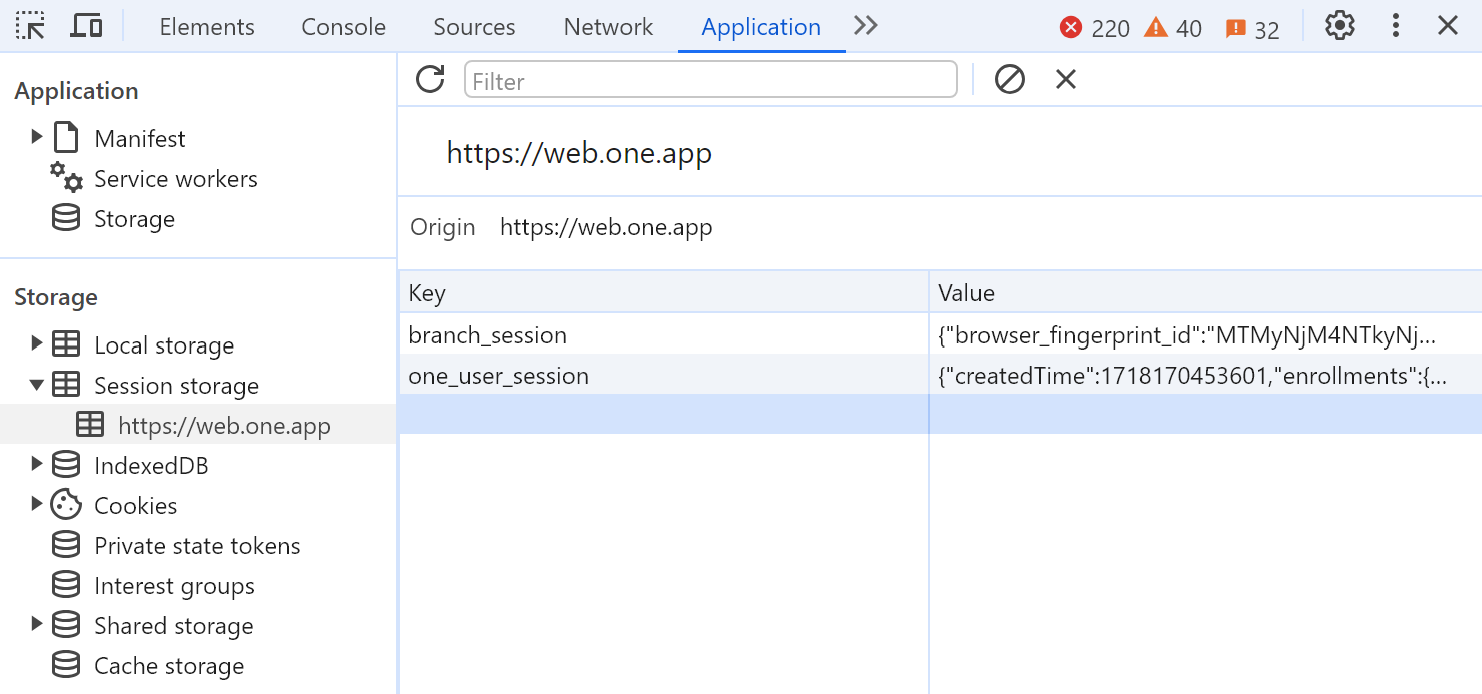 Elements Console Sources Network Application 220 40 32
Filter
Application
Manifest
Service workers
Storage
Storage
Local storage
Session storage
https://web.one.app
IndexedDB
Cookies
Private state tokens
Interest groups
Shared storage
Cache storage
https://web.one.app
Origin https://web.one.app
Key Value
branch_session {"browser_fingerprint_id":"MTMyNjM4NTkyNj...
one_user_session {"createdTime":1718170453601,"enrollments":{...